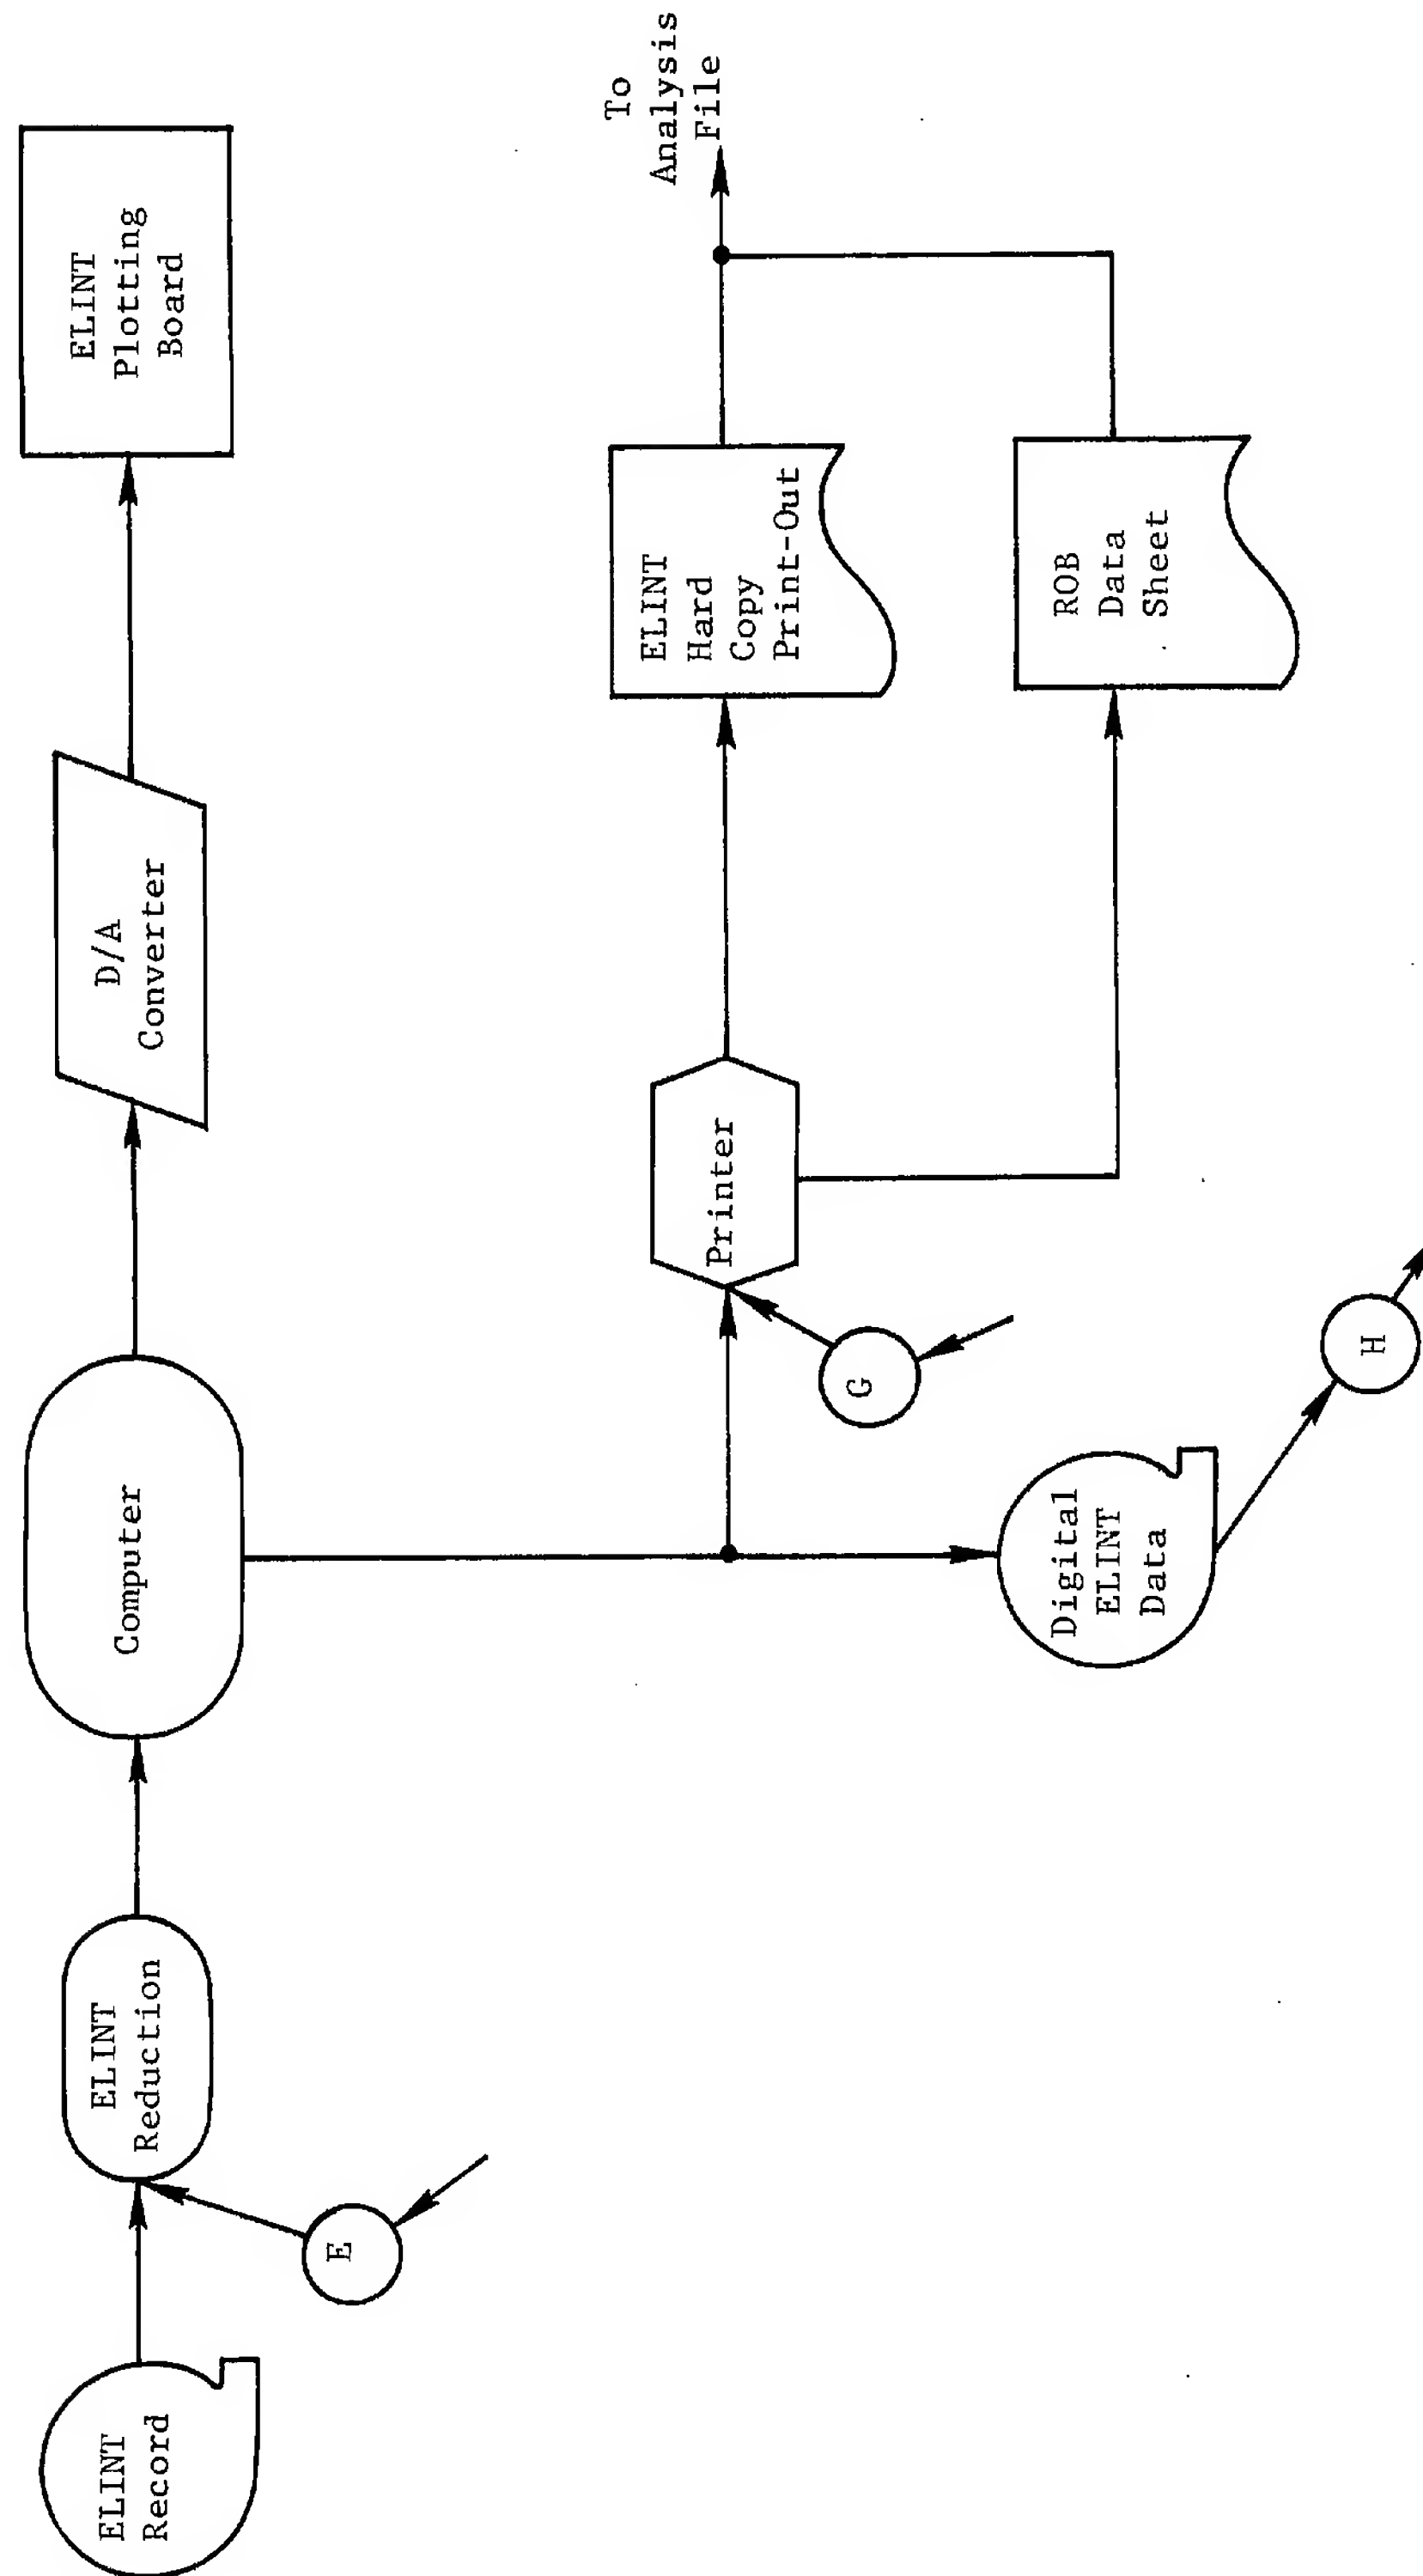 ELINT
Record
E
ELINT
Reduction
Computer
D/A
Converter
ELINT
Plotting
Board
Digital
ELINT
Data
H
G
Printer
ELINT
Hard
Copy
Print-Out
ROB
Data
Sheet
To
Analysis
File